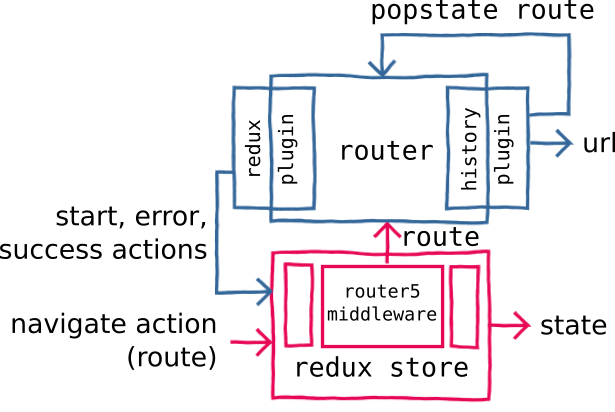 popstate route
redux
plugin
router
history
plugin
url
start, error,
success actions
route
router5
middleware
navigate action
(route)
state
redux store